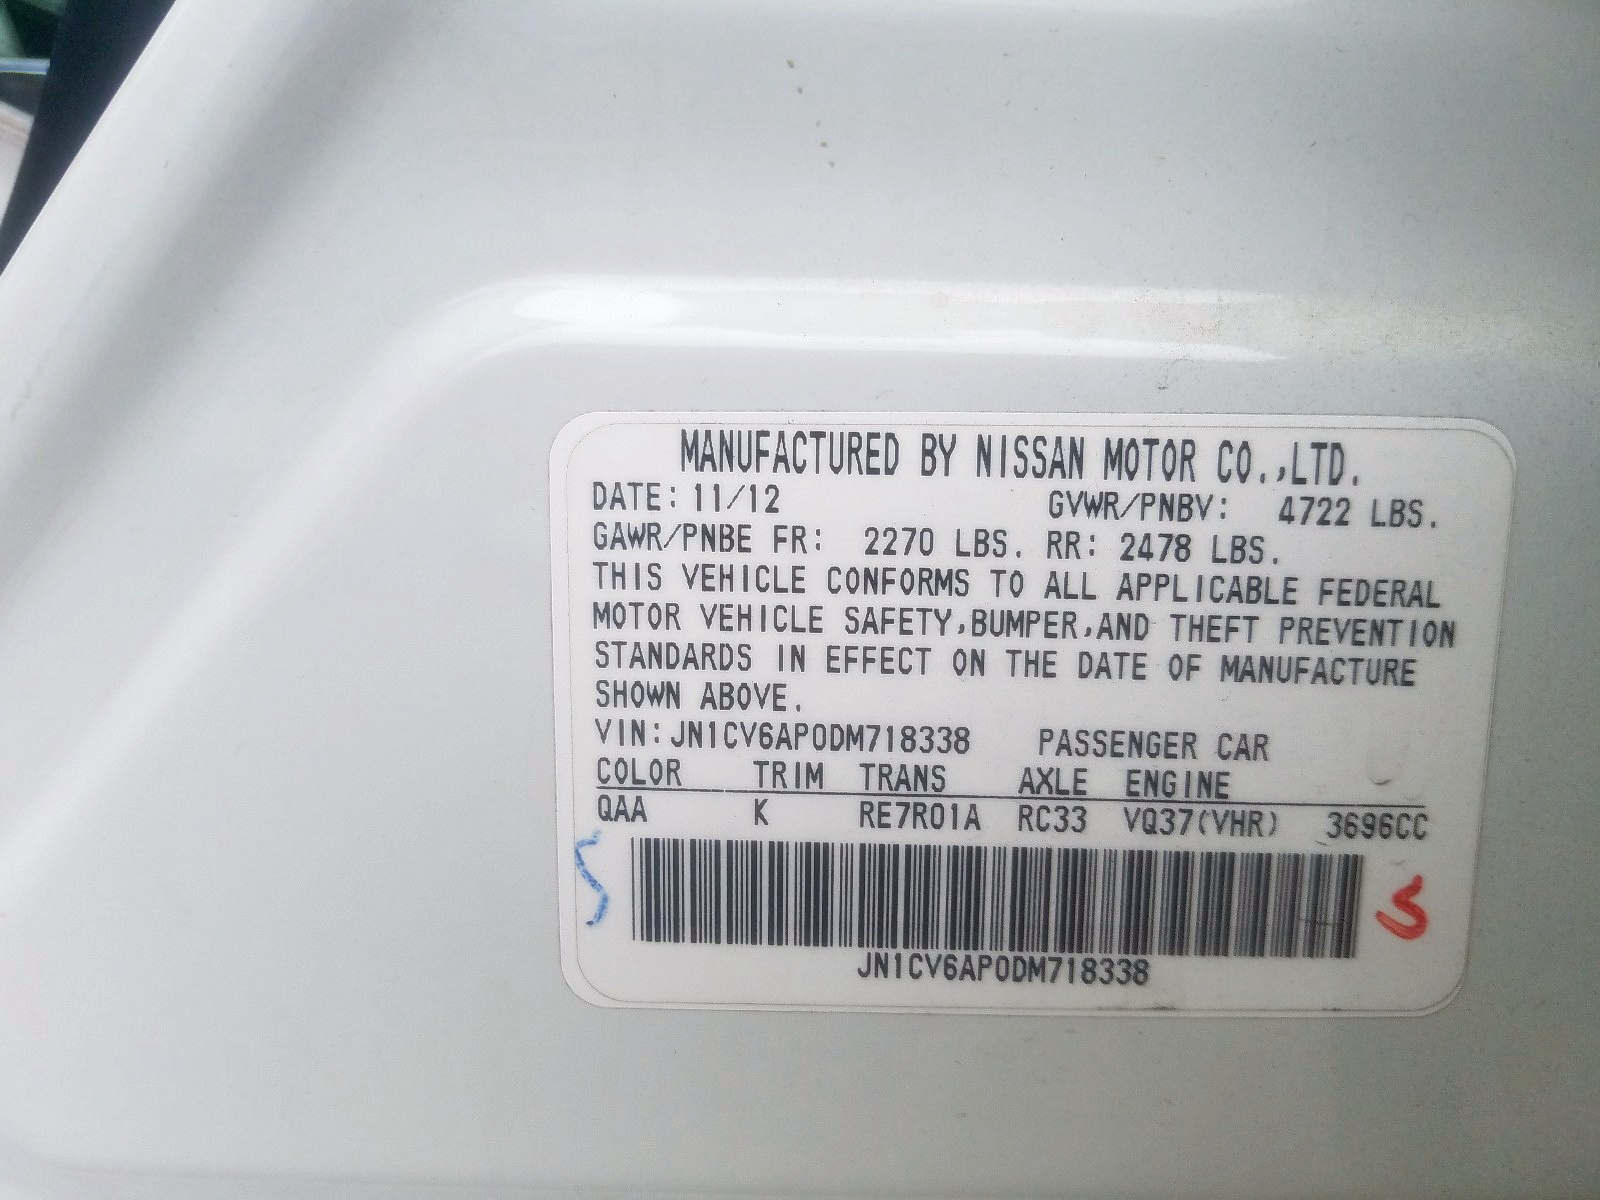 MANUFACTURED BY NISSAN MOTOR CO.,LTD.
DATE: 11/12 GVWR/PNBV: 4722 LBS.
GAWR/PNBE FR: 2270 LBS. RR: 2478 LBS.
THIS VEHICLE CONFORMS TO ALL APPLICABLE FEDERAL
MOTOR VEHICLE SAFETY,BUMPER,AND THEFT PREVENTION
STANDARDS IN EFFECT ON THE DATE OF MANUFACTURE
SHOWN ABOVE.
VIN: JN1CV6AP0DM718338 PASSENGER CAR
COLOR TRIM TRANS AXLE ENGINE
QAA K RE7R01A RC33 VQ37(VHR) 3696CC
JN1CV6AP0DM718338